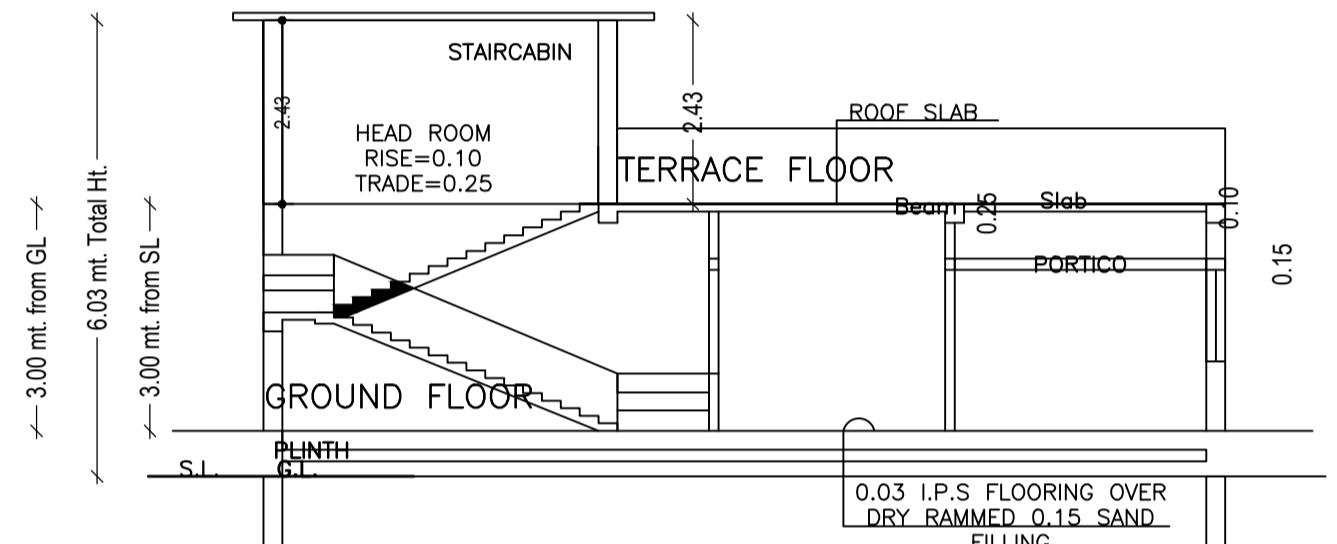 STAIRCABIN
2.43
HEAD ROOM
RISE=0.10
TRADE=0.25
2.43
ROOF SLAB
TERRACE FLOOR
Beam
0.25
Slab
0.10
PORTICO
0.15
3.00 mt. from GL
6.03 mt. Total Ht.
3.00 mt. from SL
GROUND FLOOR
PLINTH
S.L.
G.L.
0.03 I.P.S FLOORING OVER
DRY RAMMED 0.15 SAND
FILLING